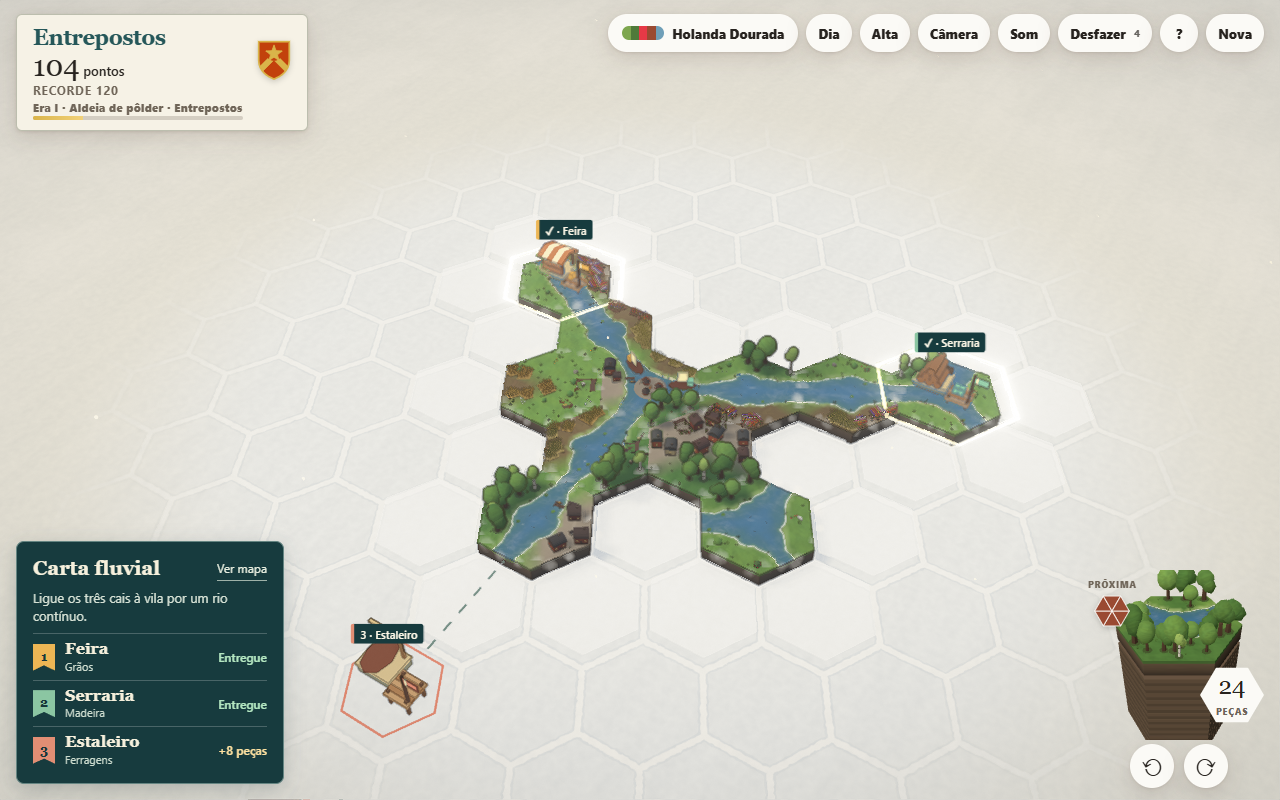 Entrepostos
104 pontos
RECORDE 120
Era I · Aldeia de pôlder · Entrepostos
Holanda Dourada
Dia
Alta
Câmera
Som
Desfazer 4
?
Nova
✓ · Feira
✓ · Serraria
3 · Estaleiro
Carta fluvial
Ver mapa
Ligue os três cais à vila por um rio
contínuo.
1 Feira Entregue
Grãos
2 Serraria Entregue
Madeira
3 Estaleiro +8 peças
Ferragens
PRÓXIMA
24
PEÇAS